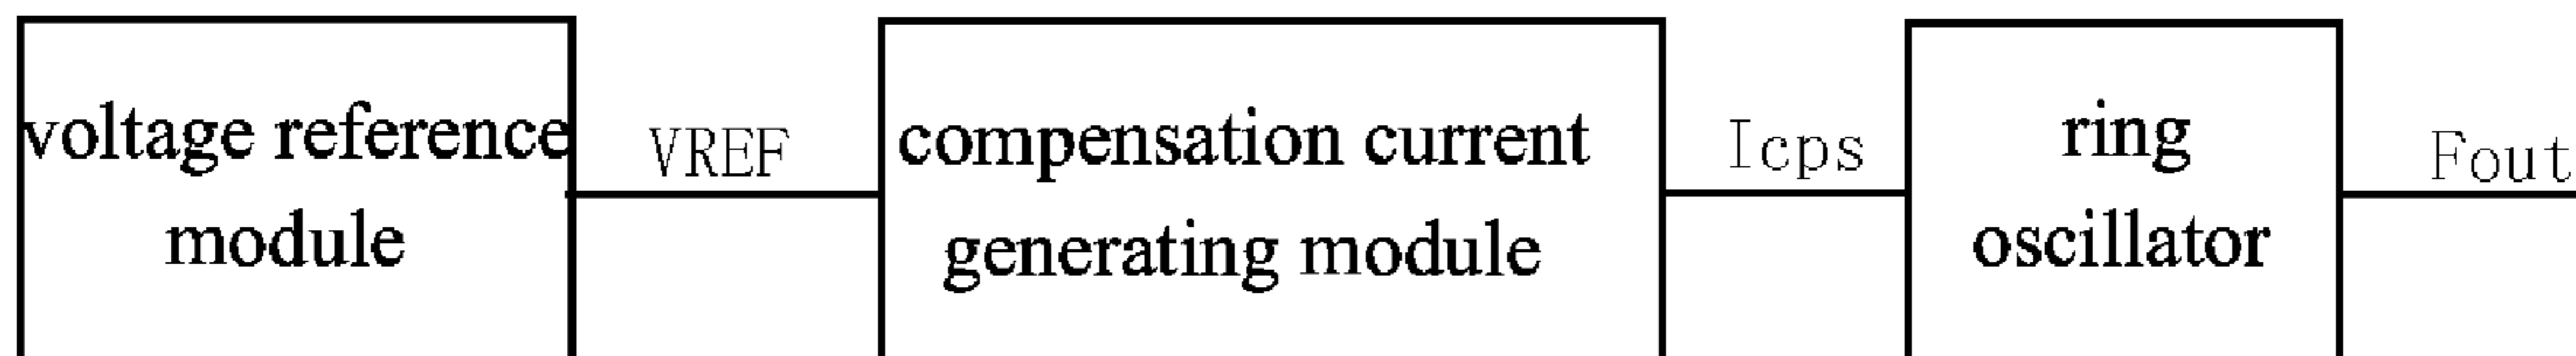 voltage reference
module
VREF
compensation current
generating module
Icps
ring
oscillator
Fout